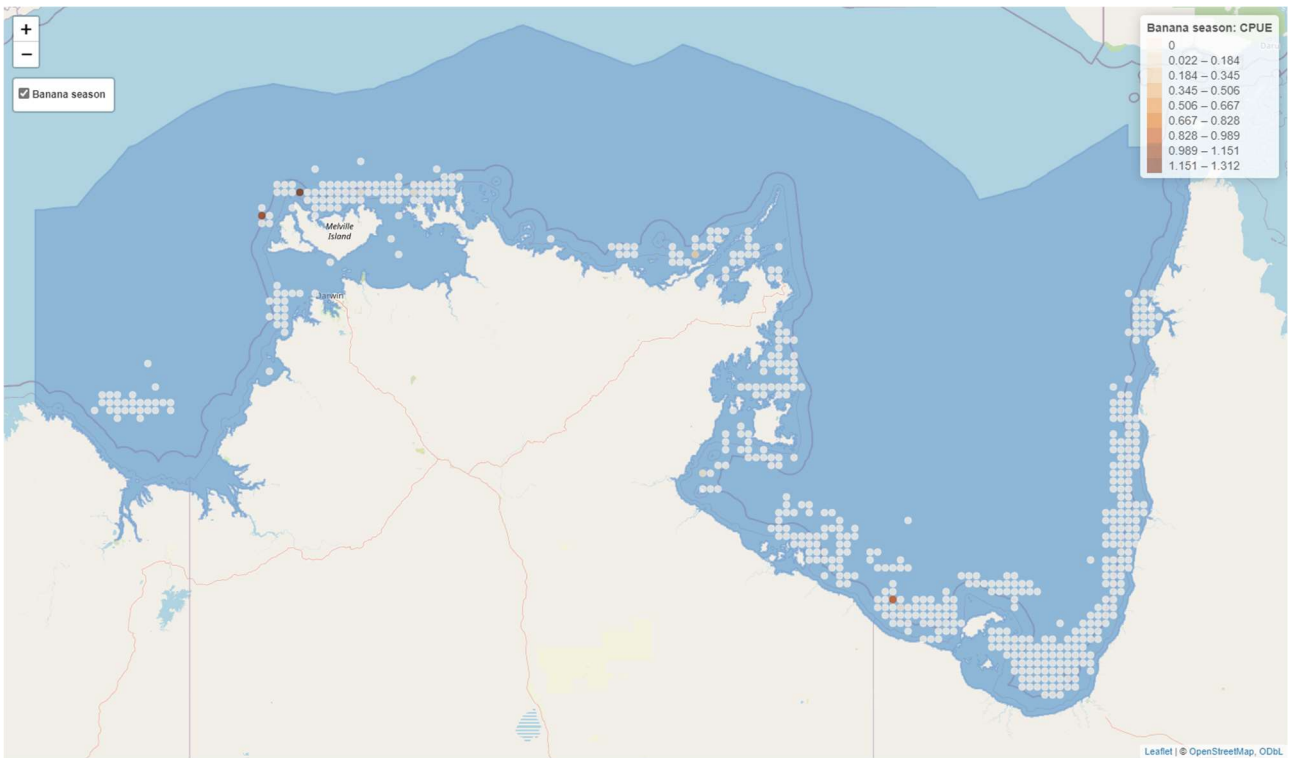 +
−
Banana season
Banana season: CPUE
0
0.022 – 0.184
0.184 – 0.345
0.345 – 0.506
0.506 – 0.667
0.667 – 0.828
0.828 – 0.989
0.989 – 1.151
1.151 – 1.312
Melville
Island
Darwin
Leaflet | © OpenStreetMap, ODbL